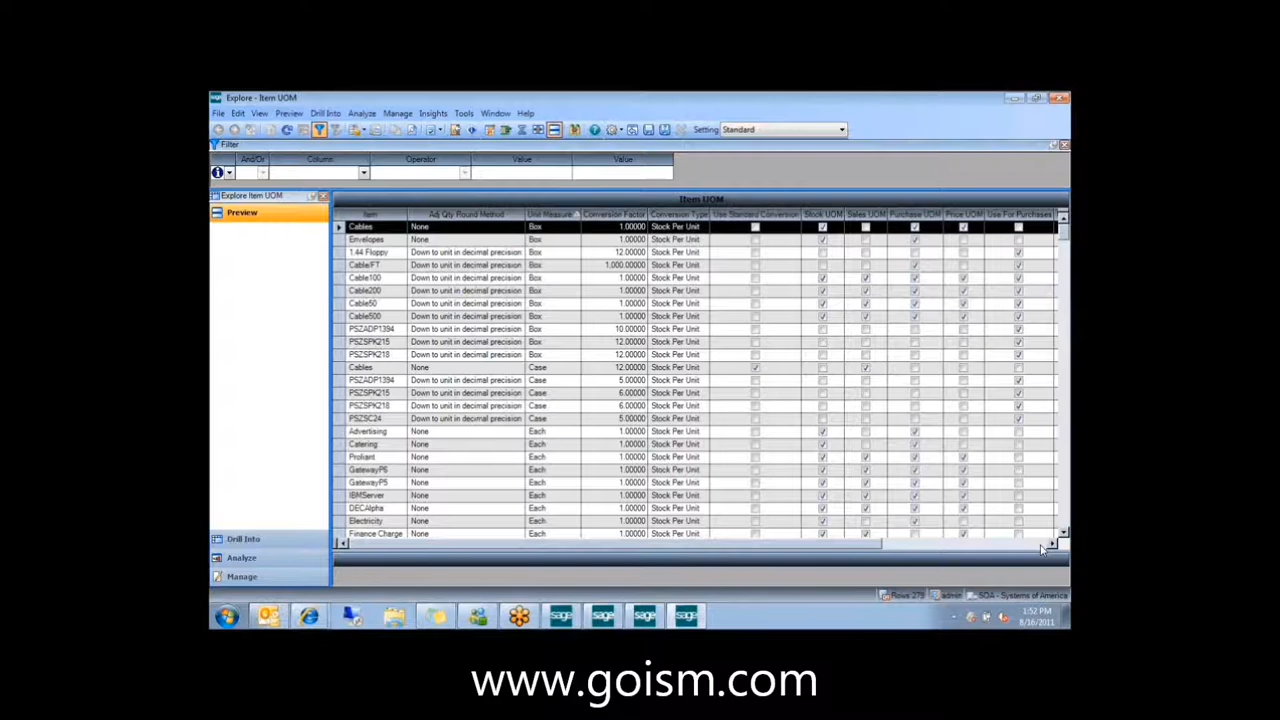 sage Explore - Item UOM
File Edit View Preview Drill Into Analyze Manage Insights Tools Window Help
Setting Standard
Filter
And/Or Column Operator Value Value
Explore Item UOM
Item UOM
Preview
Item Adj Qty Round Method Unit Measure Conversion Factor Conversion Type Use Standard Conversion Stock UOM Sales UOM Purchase UOM Price UOM Use For Purchases
Cables None Box 1.00000 Stock Per Unit
Envelopes None Box 1.00000 Stock Per Unit
1.44 Floppy Down to unit in decimal precision Box 12.00000 Stock Per Unit
Cable/FT Down to unit in decimal precision Box 1,000.00000 Stock Per Unit
Cable100 Down to unit in decimal precision Box 1.00000 Stock Per Unit
Cable200 Down to unit in decimal precision Box 1.00000 Stock Per Unit
Cable50 Down to unit in decimal precision Box 1.00000 Stock Per Unit
Cable500 Down to unit in decimal precision Box 1.00000 Stock Per Unit
PSZADP1394 Down to unit in decimal precision Box 10.00000 Stock Per Unit
PSZSPK215 Down to unit in decimal precision Box 12.00000 Stock Per Unit
PSZSPK218 Down to unit in decimal precision Box 12.00000 Stock Per Unit
Cables None Case 12.00000 Stock Per Unit
PSZADP1394 Down to unit in decimal precision Case 5.00000 Stock Per Unit
PSZSPK215 Down to unit in decimal precision Case 6.00000 Stock Per Unit
PSZSPK218 Down to unit in decimal precision Case 6.00000 Stock Per Unit
PSZSC24 Down to unit in decimal precision Case 5.00000 Stock Per Unit
Advertising None Each 1.00000 Stock Per Unit
Catering None Each 1.00000 Stock Per Unit
Proliant None Each 1.00000 Stock Per Unit
GatewayP6 None Each 1.00000 Stock Per Unit
GatewayP5 None Each 1.00000 Stock Per Unit
IBMServer None Each 1.00000 Stock Per Unit
DECAlpha None Each 1.00000 Stock Per Unit
Electricity None Each 1.00000 Stock Per Unit
Finance Charge None Each 1.00000 Stock Per Unit
Drill Into
Analyze
Manage
Rows 279 admin SOA - Systems of America
sage sage sage sage
1:52 PM
8/16/2011
www.goism.com